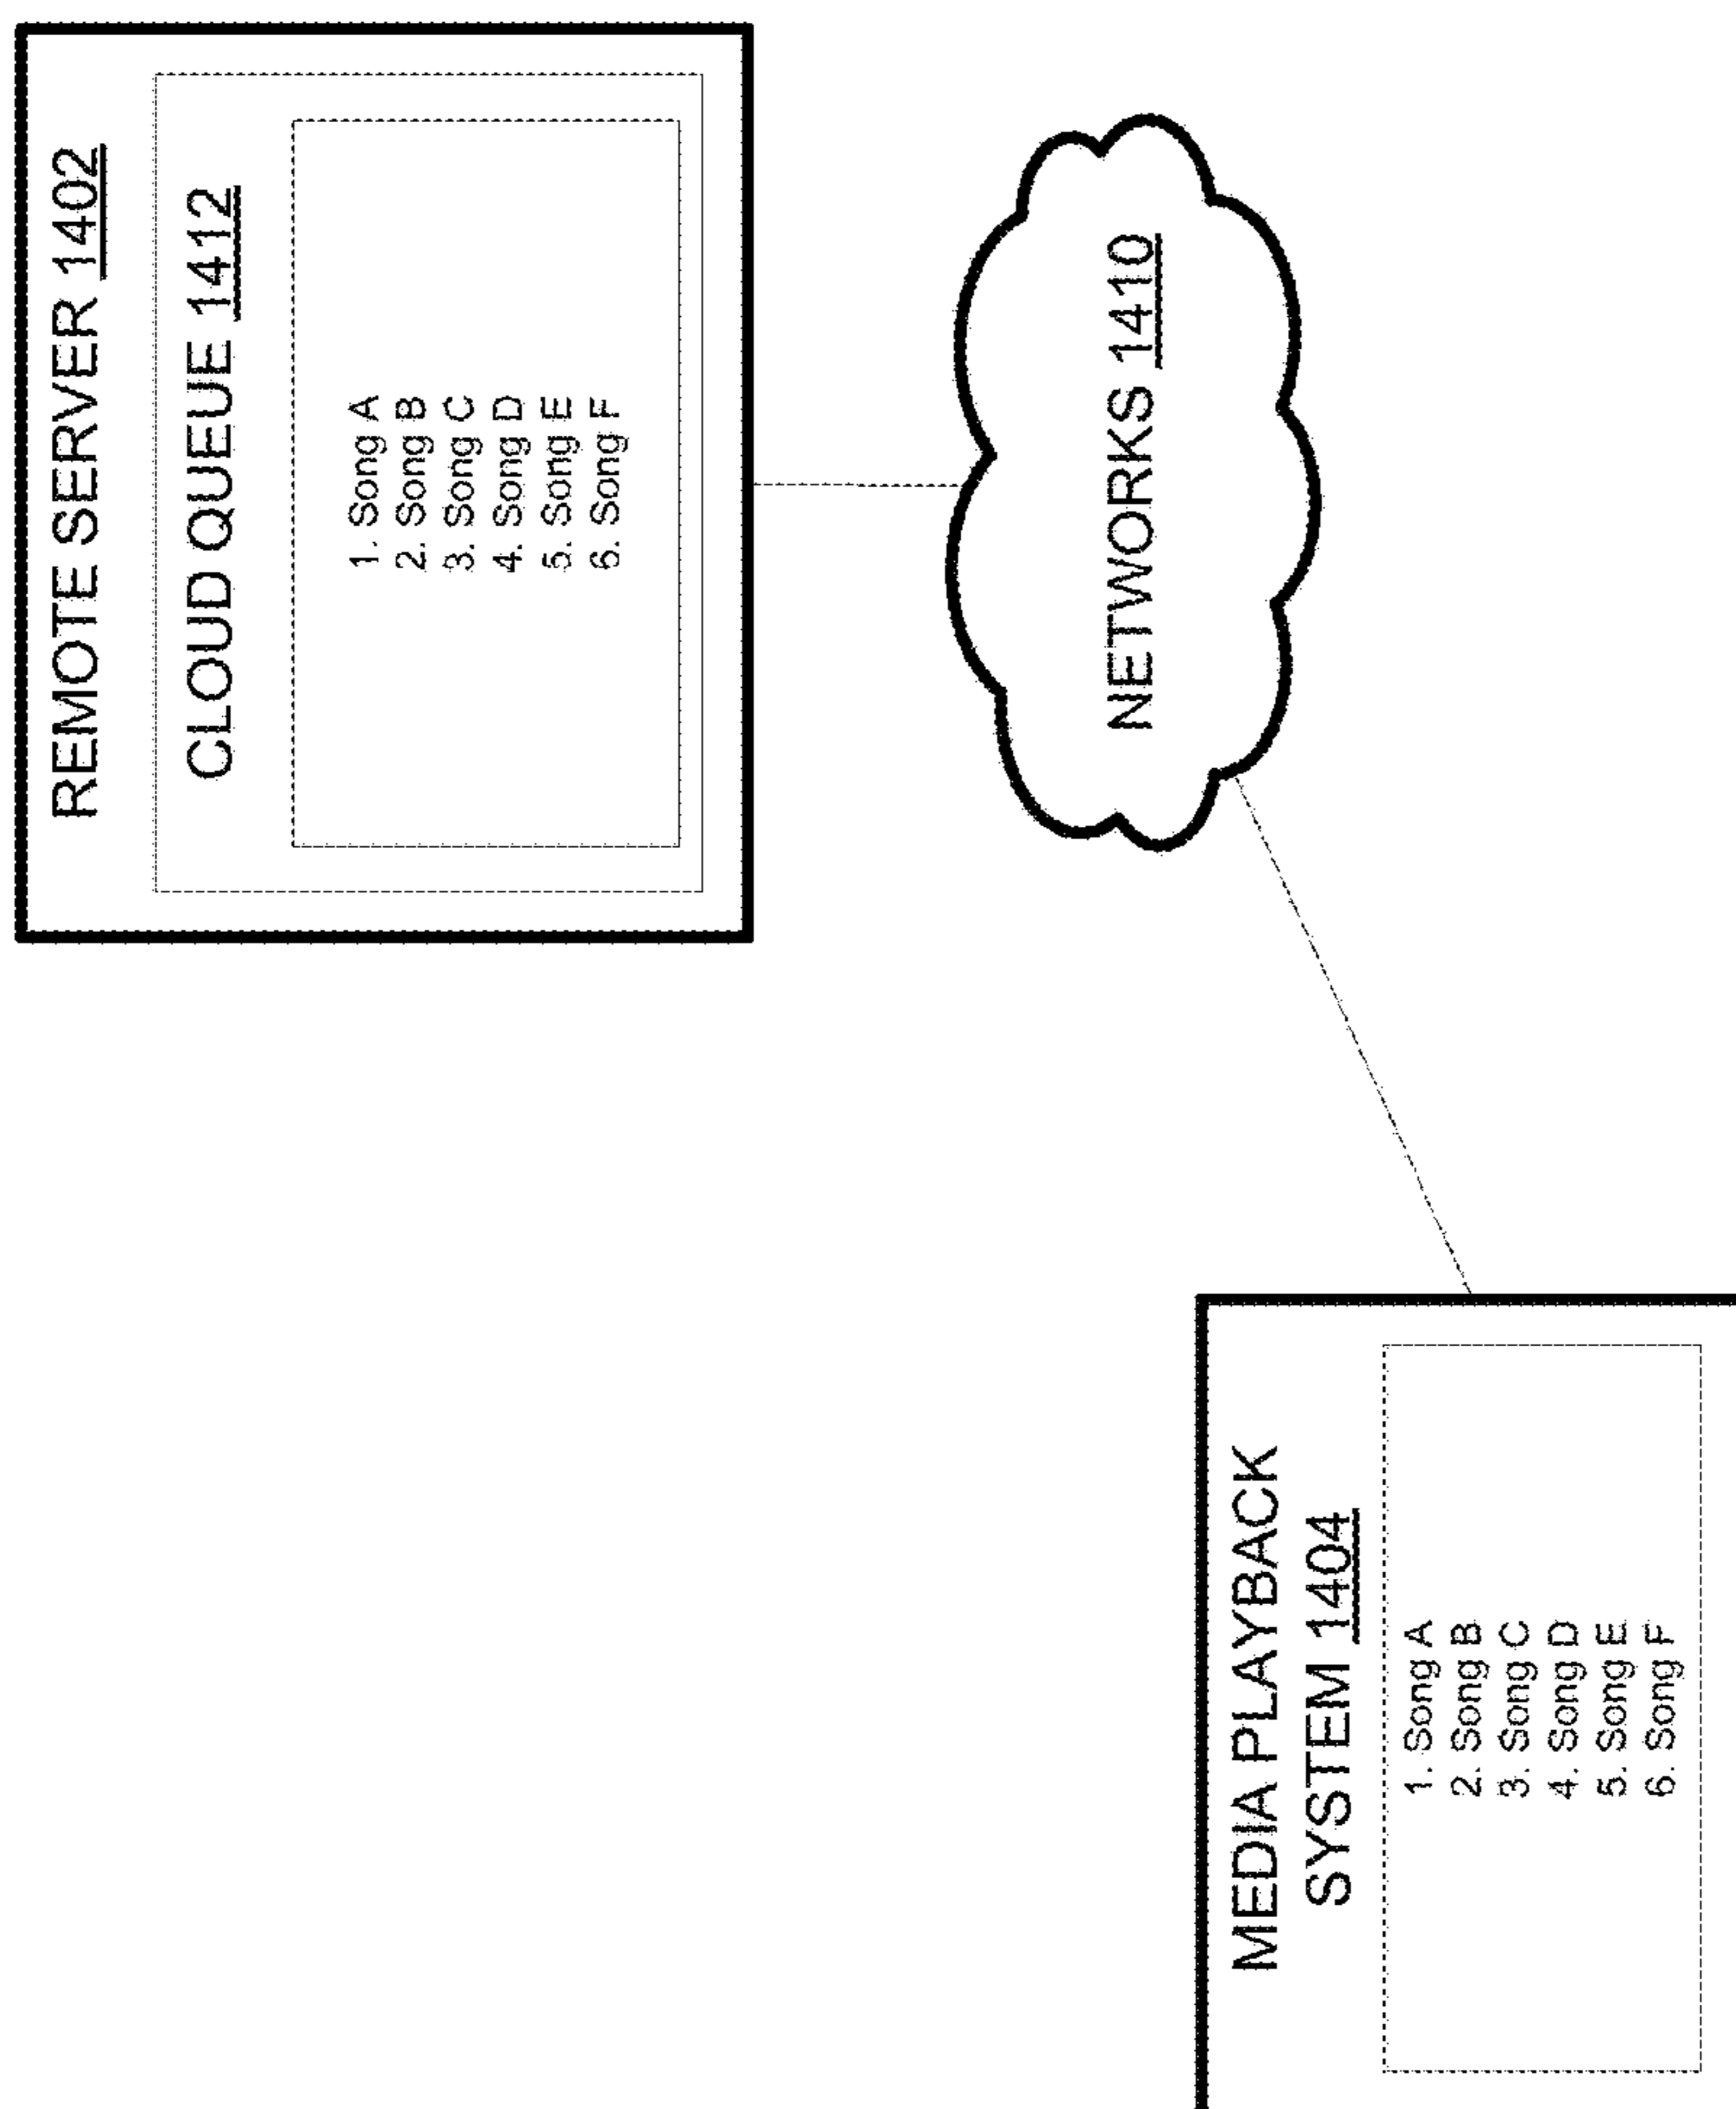 REMOTE SERVER 1402
CLOUD QUEUE 1412
1. Song A
2. Song B
3. Song C
4. Song D
5. Song E
6. Song F
NETWORKS 1410
MEDIA PLAYBACK
SYSTEM 1404
1. Song A
2. Song B
3. Song C
4. Song D
5. Song E
6. Song F